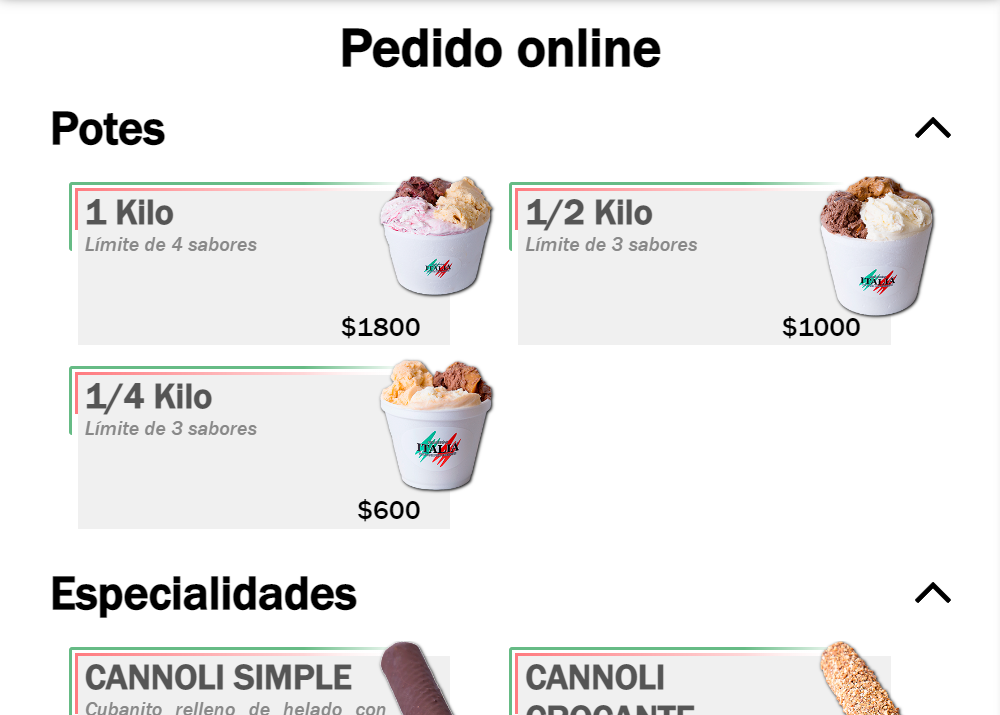 Pedido online
Potes
1 Kilo
Límite de 4 sabores
ITALIA
$1800
1/2 Kilo
Límite de 3 sabores
ITALIA
$1000
1/4 Kilo
Límite de 3 sabores
ITALIA
$600
Especialidades
CANNOLI SIMPLE
Cubanito relleno de helado con
CANNOLI
CROCANTE